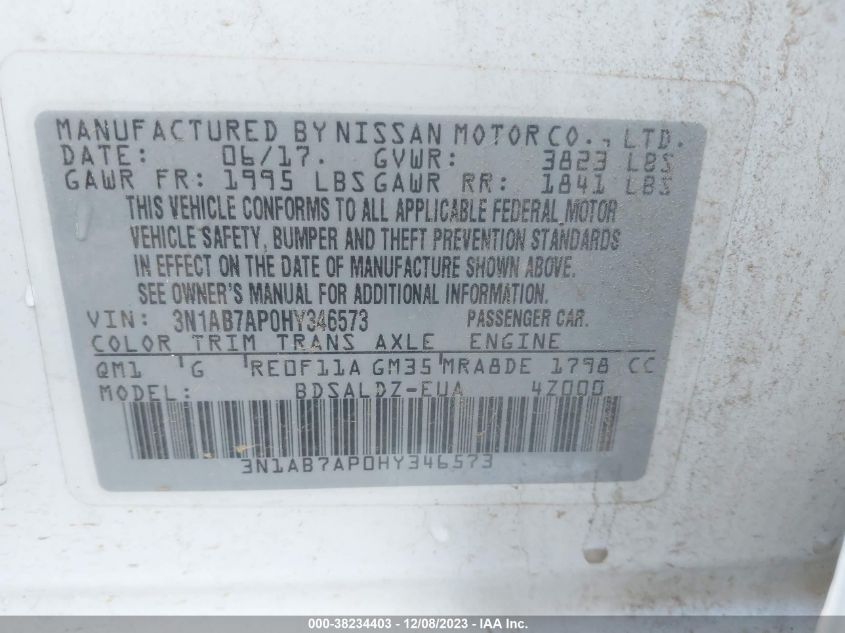 MANUFACTURED BY NISSAN MOTOR CO., LTD.
DATE: 06/17. GVWR: 3823 LBS
GAWR FR: 1995 LBS GAWR RR: 1841 LBS
THIS VEHICLE CONFORMS TO ALL APPLICABLE FEDERAL MOTOR
VEHICLE SAFETY, BUMPER AND THEFT PREVENTION STANDARDS
IN EFFECT ON THE DATE OF MANUFACTURE SHOWN ABOVE.
SEE OWNER'S MANUAL FOR ADDITIONAL INFORMATION.
VIN: 3N1AB7AP0HY346573 PASSENGER CAR.
COLOR TRIM TRANS AXLE ENGINE
QM1 G RE0F11A GM35 MRA8DE 1798 CC
MODEL: BDSALDZ-EUA 4Z000
3N1AB7AP0HY346573
000-38234403 - 12/08/2023 - IAA Inc.